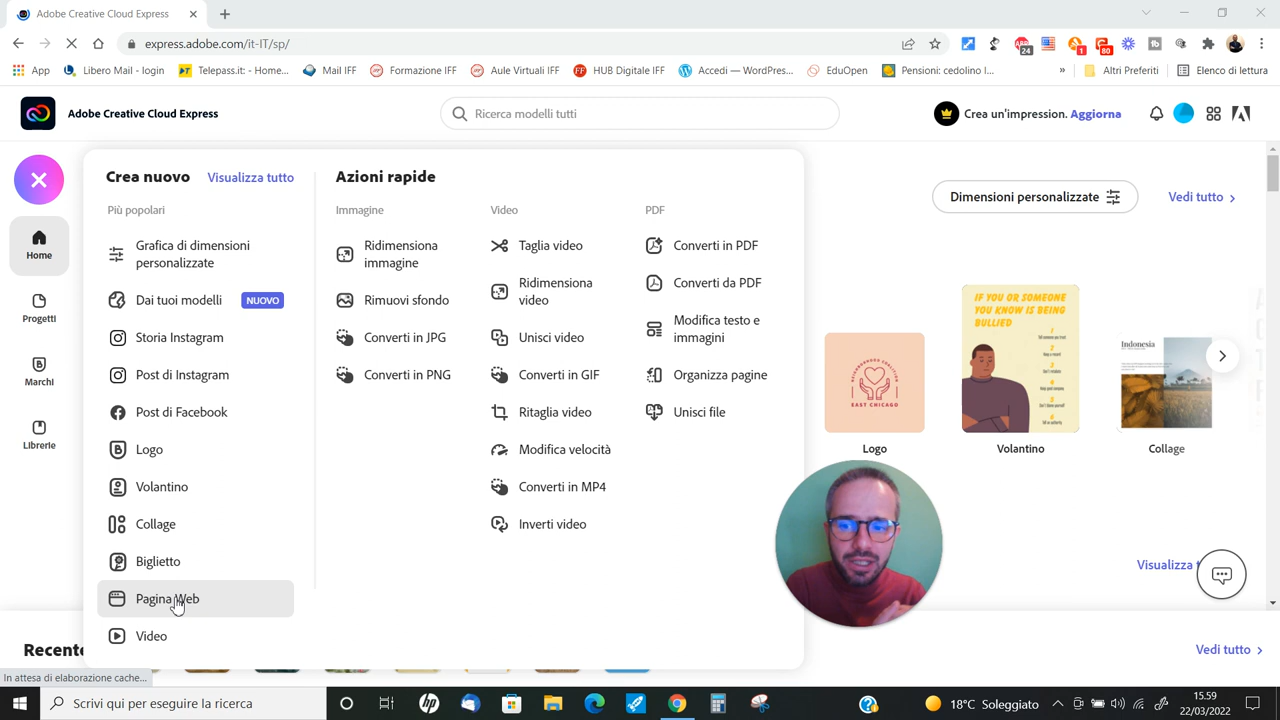 Adobe Creative Cloud Express
express.adobe.com/it-IT/sp/
24
1
80
App
Libero Mail - login
Telepass.it: - Home...
Mail IFF
Formazione IFF
Aule Virtuali IFF
HUB Digitale IFF
Accedi — WordPres...
EduOpen
Pensioni: cedolino I...
»
Altri Preferiti
Elenco di lettura
Adobe Creative Cloud Express
Ricerca modelli tutti
Crea un'impression. Aggiorna
Home
Progetti
Marchi
Librerie
Crea nuovo
Visualizza tutto
Più popolari
Grafica di dimensioni
personalizzate
Dai tuoi modelli NUOVO
Storia Instagram
Post di Instagram
Post di Facebook
Logo
Volantino
Collage
Biglietto
Pagina Web
Video
Azioni rapide
Immagine
Ridimensiona
immagine
Rimuovi sfondo
Converti in JPG
Converti in PNG
Video
Taglia video
Ridimensiona
video
Unisci video
Converti in GIF
Ritaglia video
Modifica velocità
Converti in MP4
Inverti video
PDF
Converti in PDF
Converti da PDF
Modifica testo e
immagini
Organizza pagine
Unisci file
Dimensioni personalizzate
Vedi tutto
EAST CHICAGO
Logo
IF YOU OR SOMEONE
YOU KNOW IS BEING
BULLIED
Volantino
Indonesia
Collage
Visualizza
Recente
Vedi tutto
In attesa di elaborazione cache...
Scrivi qui per eseguire la ricerca
18°C Soleggiato
15.59
22/03/2022